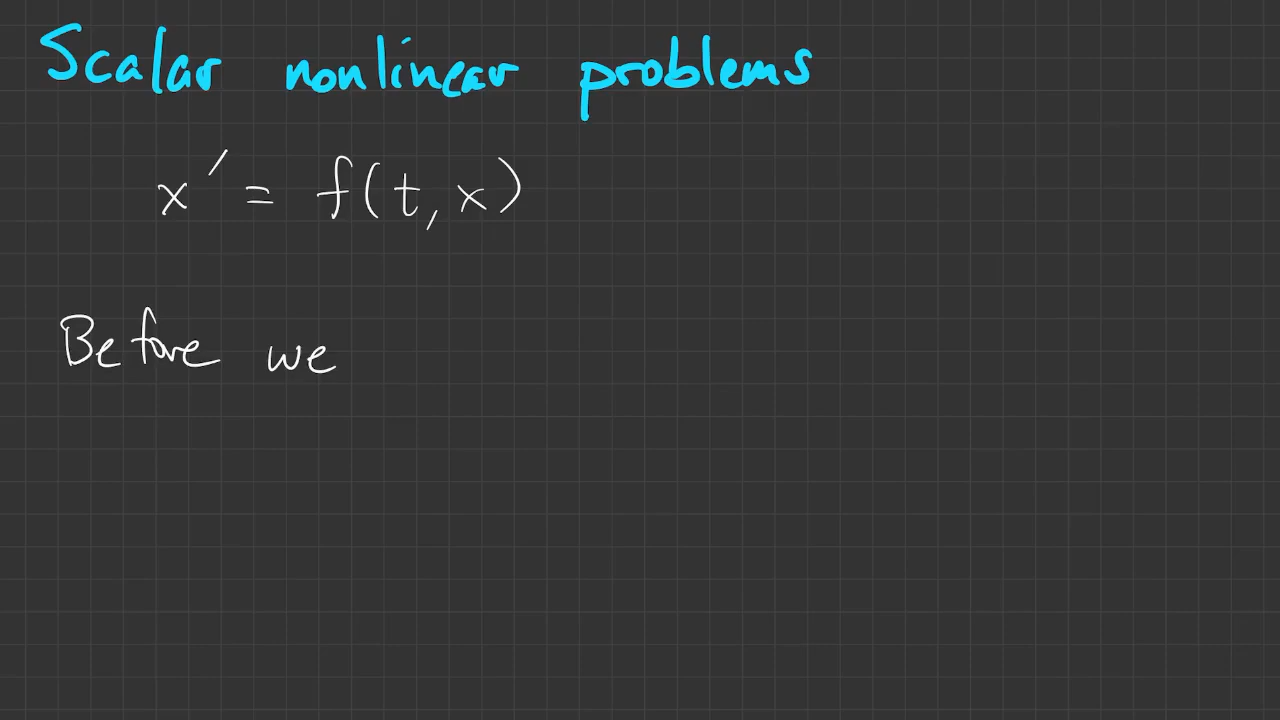 Scalar nonlinear problems
x' = f(t, x)
Before we